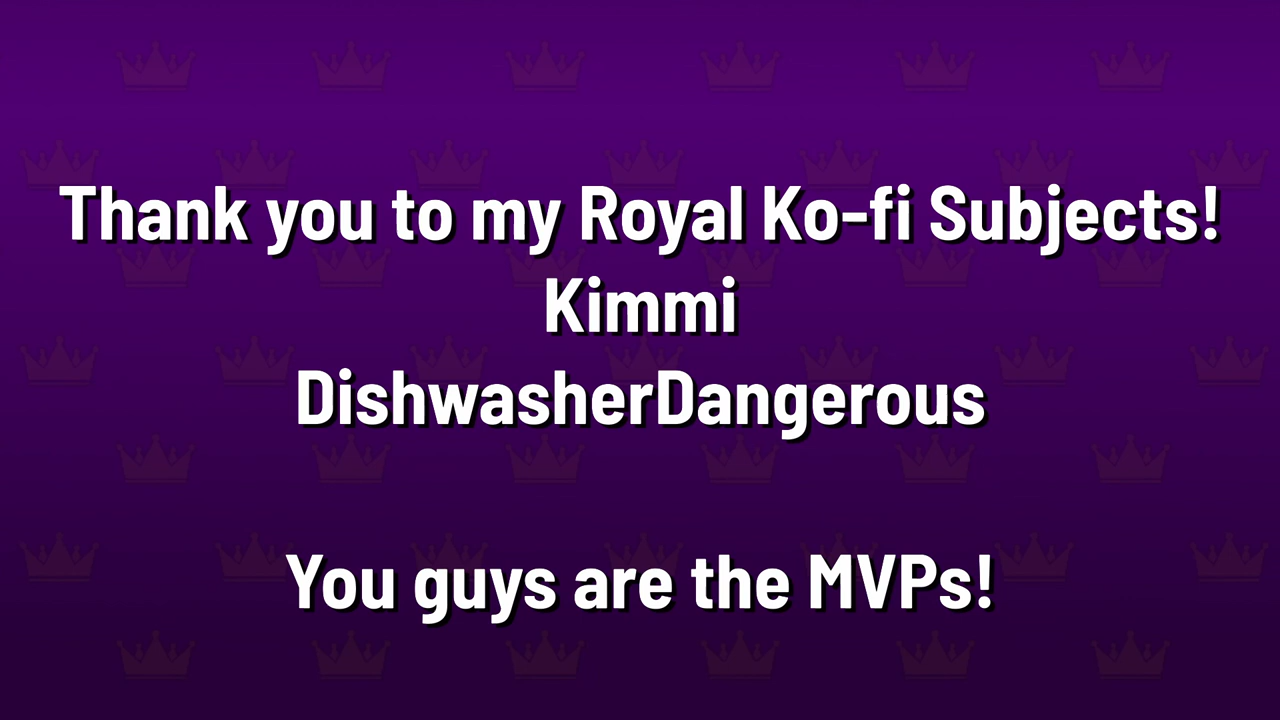 Thank you to my Royal Ko-fi Subjects!
Kimmi
DishwasherDangerous
You guys are the MVPs!